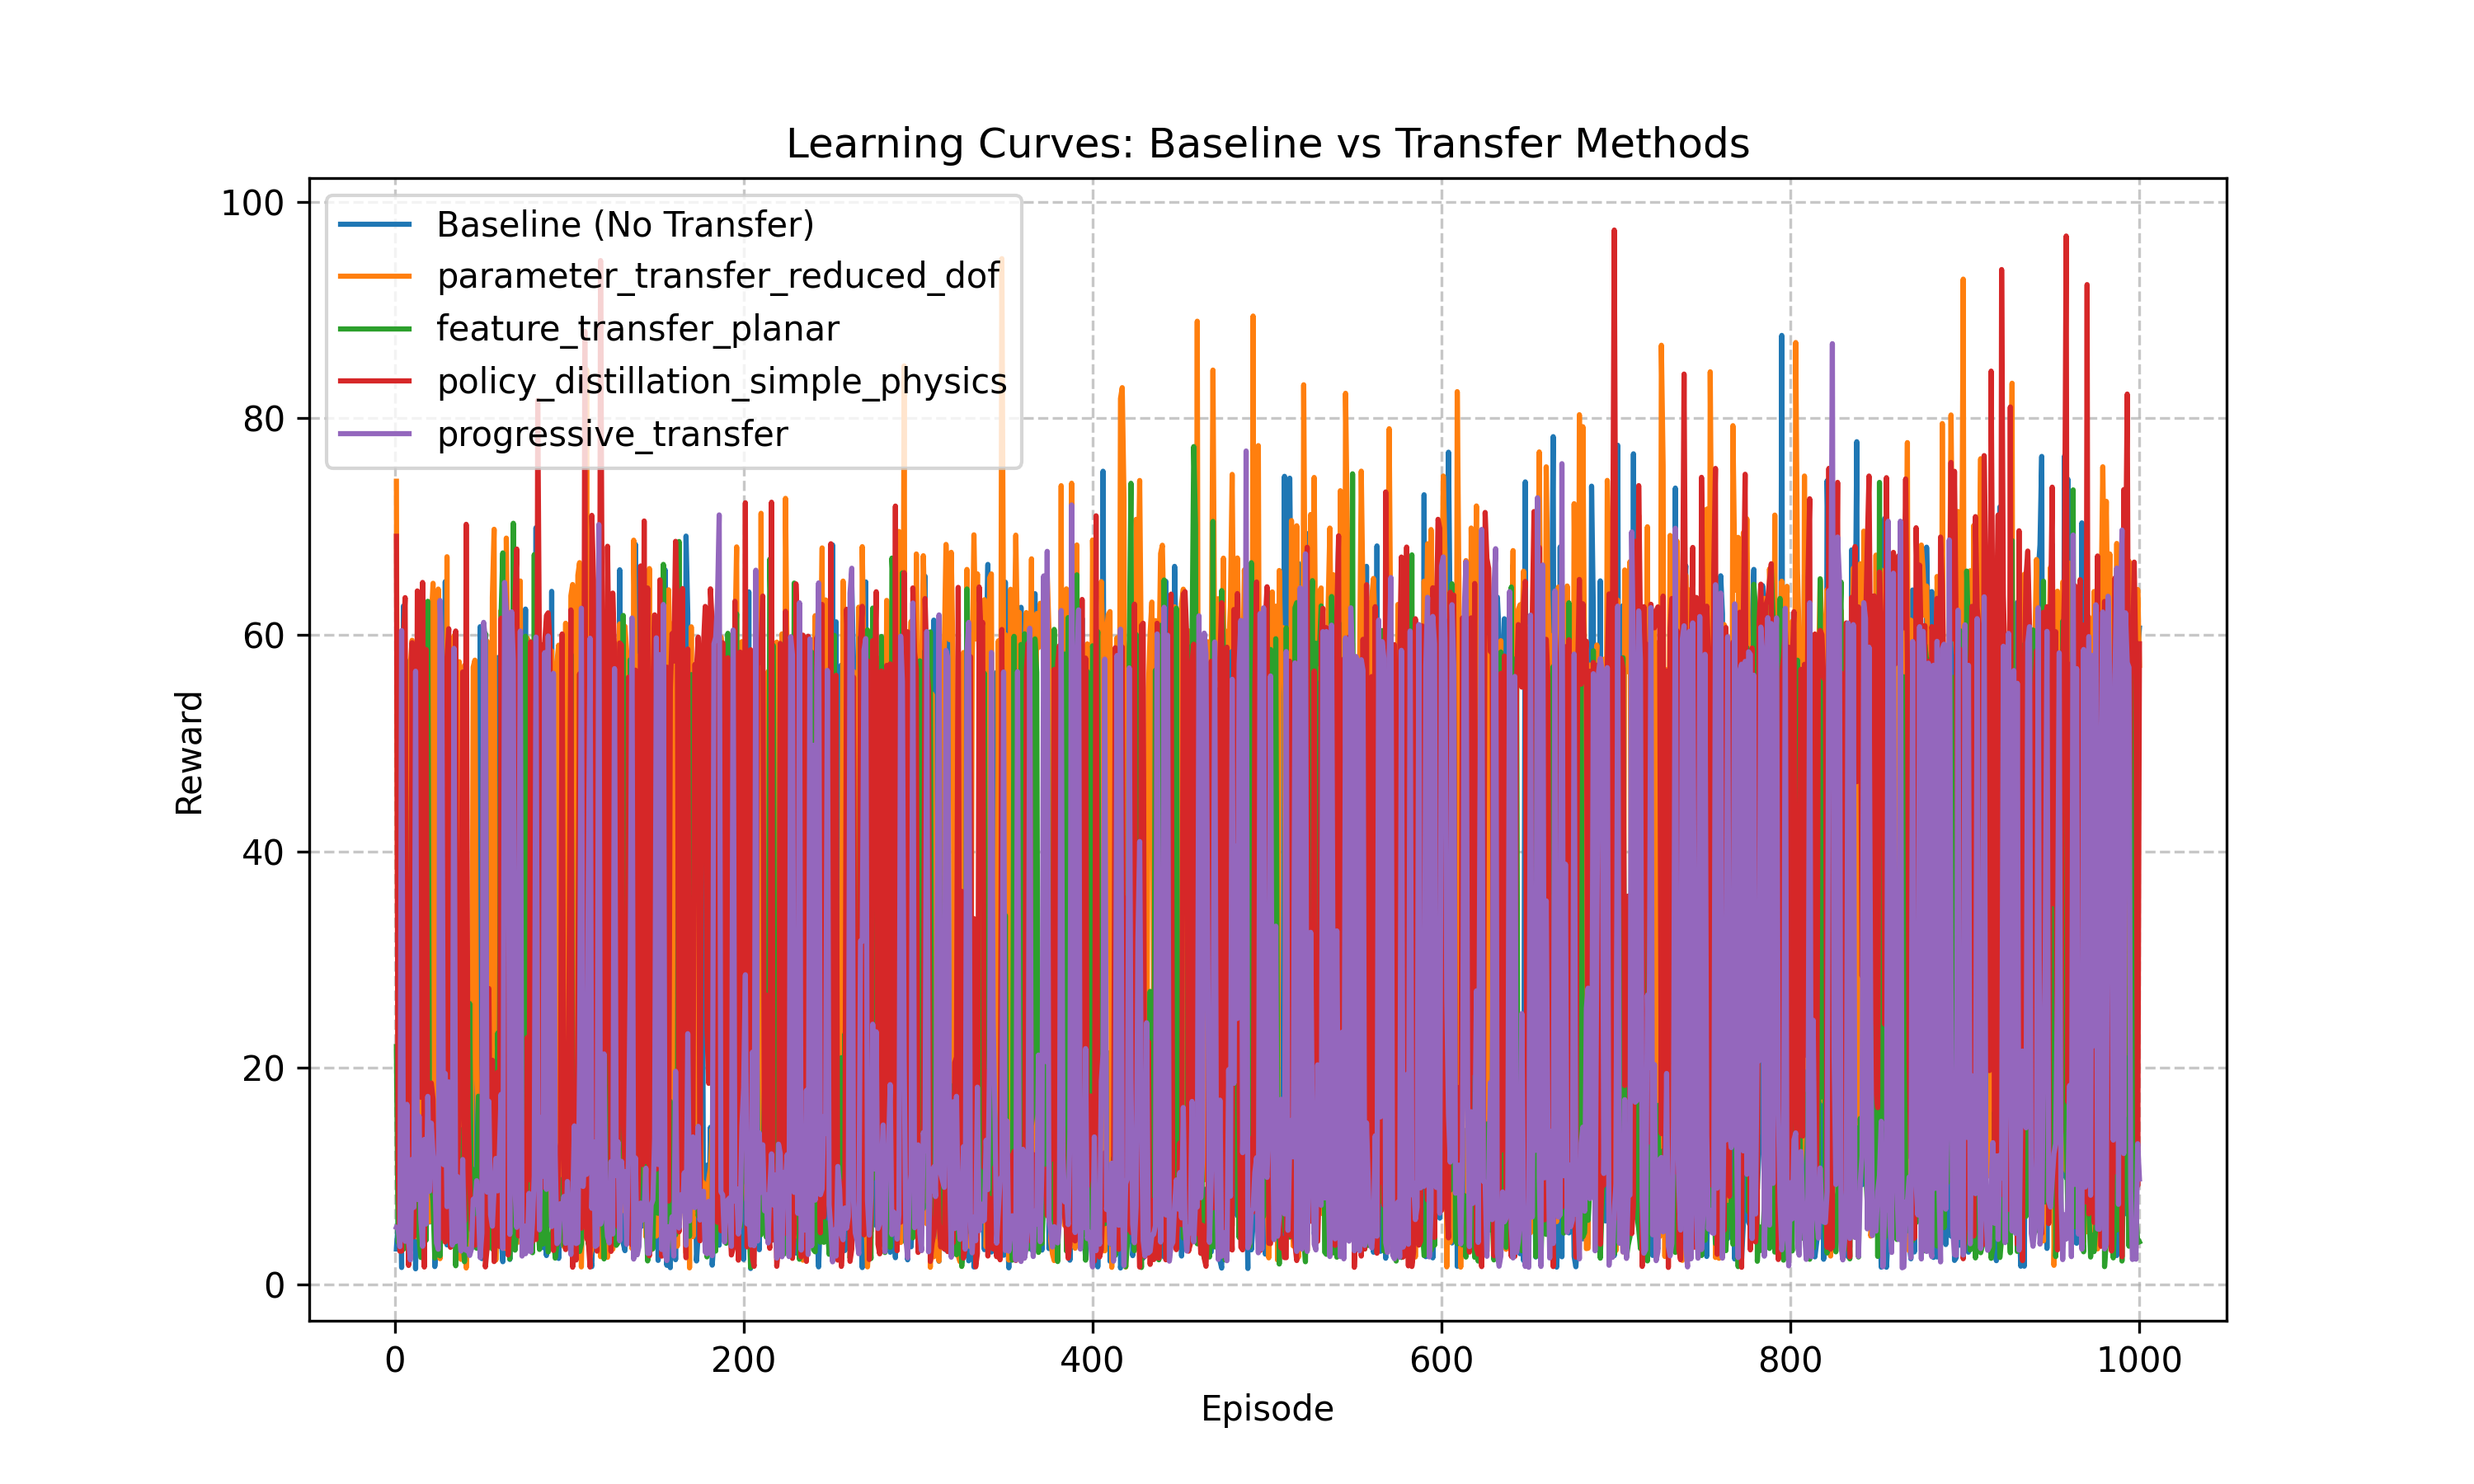 Learning Curves: Baseline vs Transfer Methods
Baseline (No Transfer)
parameter_transfer_reduced_dof
feature_transfer_planar
policy_distillation_simple_physics
progressive_transfer
100
80
60
40
20
0
Reward
0 200 400 600 800 1000
Episode